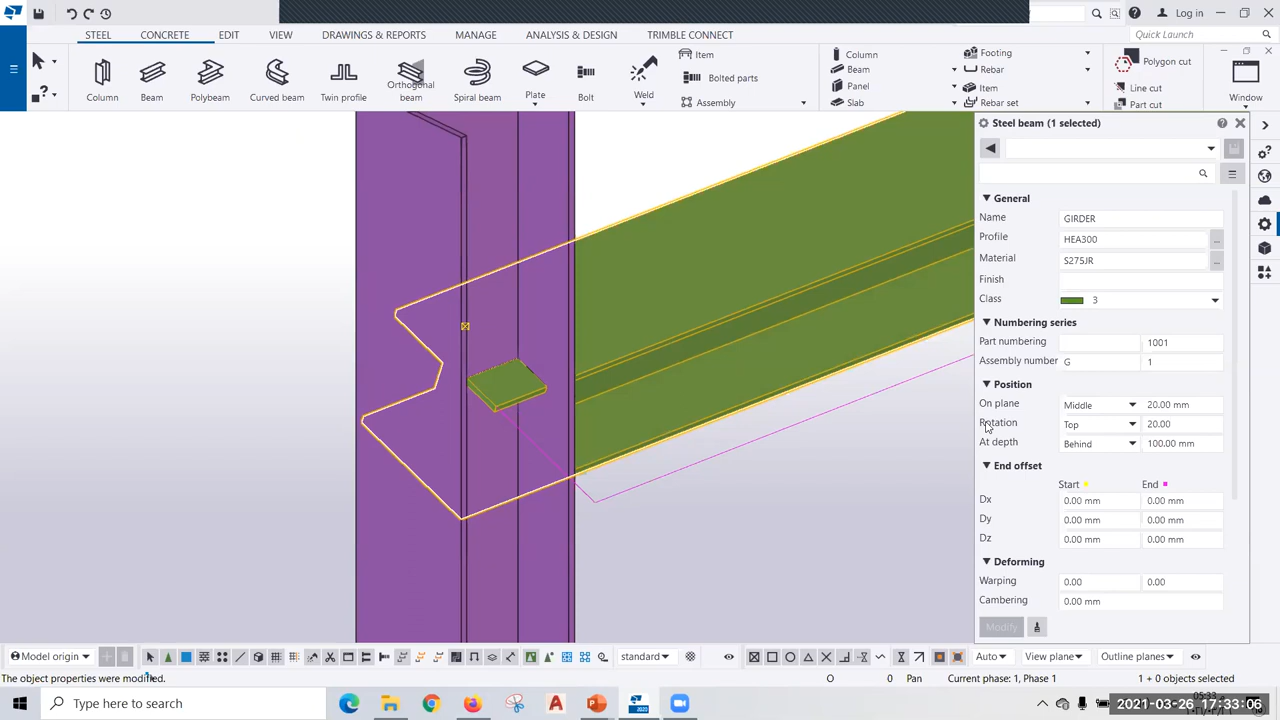 Log in
STEEL
CONCRETE
EDIT
VIEW
DRAWINGS & REPORTS
MANAGE
ANALYSIS & DESIGN
TRIMBLE CONNECT
Quick Launch
Column
Beam
Polybeam
Curved beam
Twin profile
Orthogonal
beam
Spiral beam
Plate
Bolt
Weld
Item
Bolted parts
Assembly
Column
Beam
Panel
Slab
Footing
Rebar
Item
Rebar set
Polygon cut
Line cut
Part cut
Window
Steel beam (1 selected)
General
Name GIRDER
Profile HEA300
Material S275JR
Finish
Class 3
Numbering series
Part numbering 1001
Assembly number G 1
Position
On plane Middle 20.00 mm
Rotation Top 20.00
At depth Behind 100.00 mm
End offset
Start End
Dx 0.00 mm 0.00 mm
Dy 0.00 mm 0.00 mm
Dz 0.00 mm 0.00 mm
Deforming
Warping 0.00 0.00
Cambering 0.00 mm
Modify
Model origin
standard
Auto
View plane
Outline planes
The object properties were modified.
O 0 Pan Current phase: 1, Phase 1 1 + 0 objects selected
Type here to search
05:33
2021-03-26 17:33:06